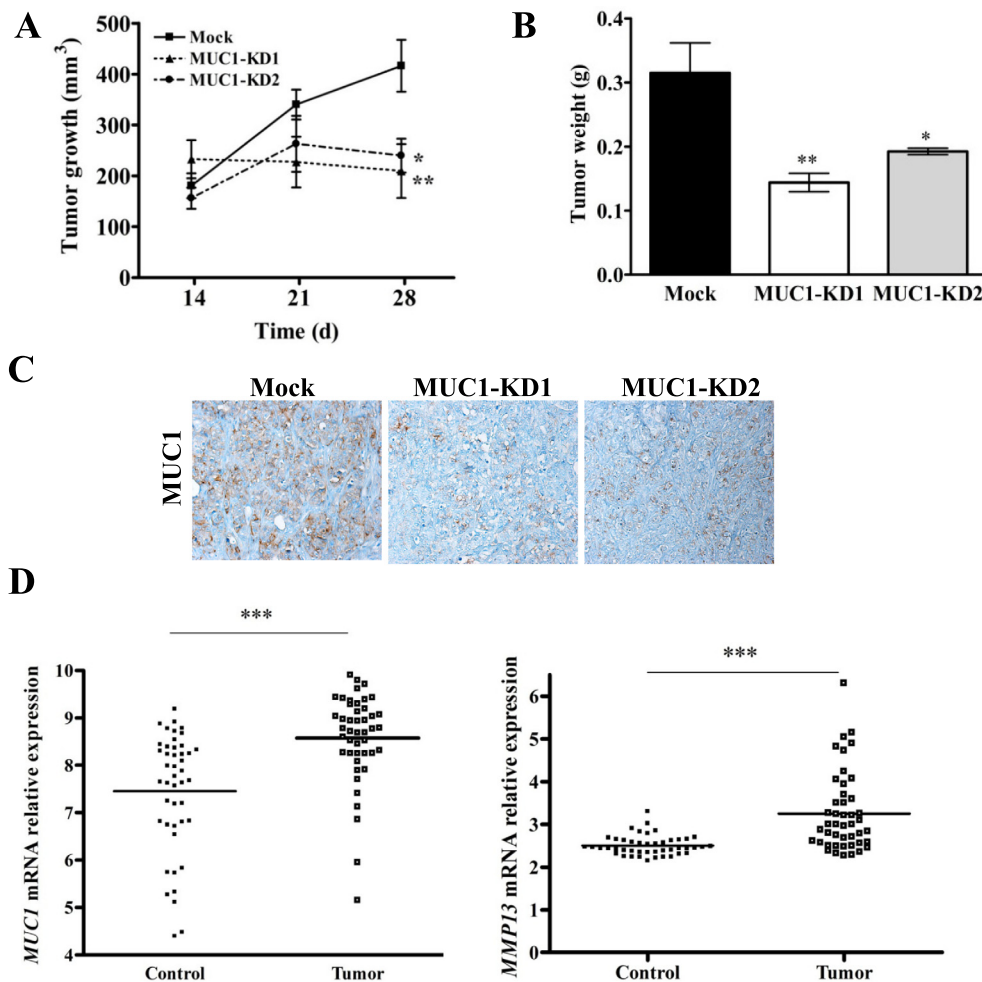 A
Tumor growth (mm3)
500
400
300
200
100
0
Mock
MUC1-KD1
MUC1-KD2
*
**
14 21 28
Time (d)
B
Tumor weight (g)
0.4
0.3
0.2
0.1
0.0
**
*
Mock MUC1-KD1 MUC1-KD2
C
Mock MUC1-KD1 MUC1-KD2
MUC1
D
***
MUC1 mRNA relative expression
10
9
8
7
6
5
4
Control Tumor
***
MMP13 mRNA relative expression
6
5
4
3
2
1
0
Control Tumor